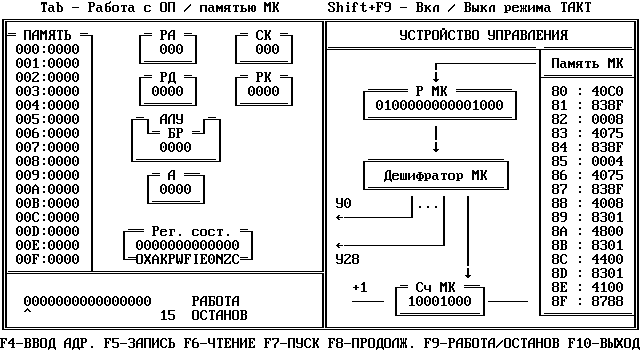 Tab - Работа с ОП / памятью МК Shift+F9 - Вкл / Выкл режима ТАКТ
ПАМЯТЬ
000:0000
001:0000
002:0000
003:0000
004:0000
005:0000
006:0000
007:0000
008:0000
009:0000
00A:0000
00B:0000
00C:0000
00D:0000
00E:0000
00F:0000
РА
000
СК
000
РД
0000
РК
0000
АЛУ
БР
0000
А
0000
Рег. сост.
0000000000000
OXAKPWFIE0NZC
0000000000000000 РАБОТА
^ 15 ОСТАНОВ
УСТРОЙСТВО УПРАВЛЕНИЯ
Р МК
0100000000001000
Дешифратор МК
У0
...
У28
+1
Сч МК
10001000
Память МК
80 : 40C0
81 : 838F
82 : 0008
83 : 4075
84 : 838F
85 : 0004
86 : 4075
87 : 838F
88 : 4008
89 : 8301
8A : 4800
8B : 8301
8C : 4400
8D : 8301
8E : 4100
8F : 8788
F4-ВВОД АДР. F5-ЗАПИСЬ F6-ЧТЕНИЕ F7-ПУСК F8-ПРОДОЛЖ. F9-РАБОТА/ОСТАНОВ F10-ВЫХОД